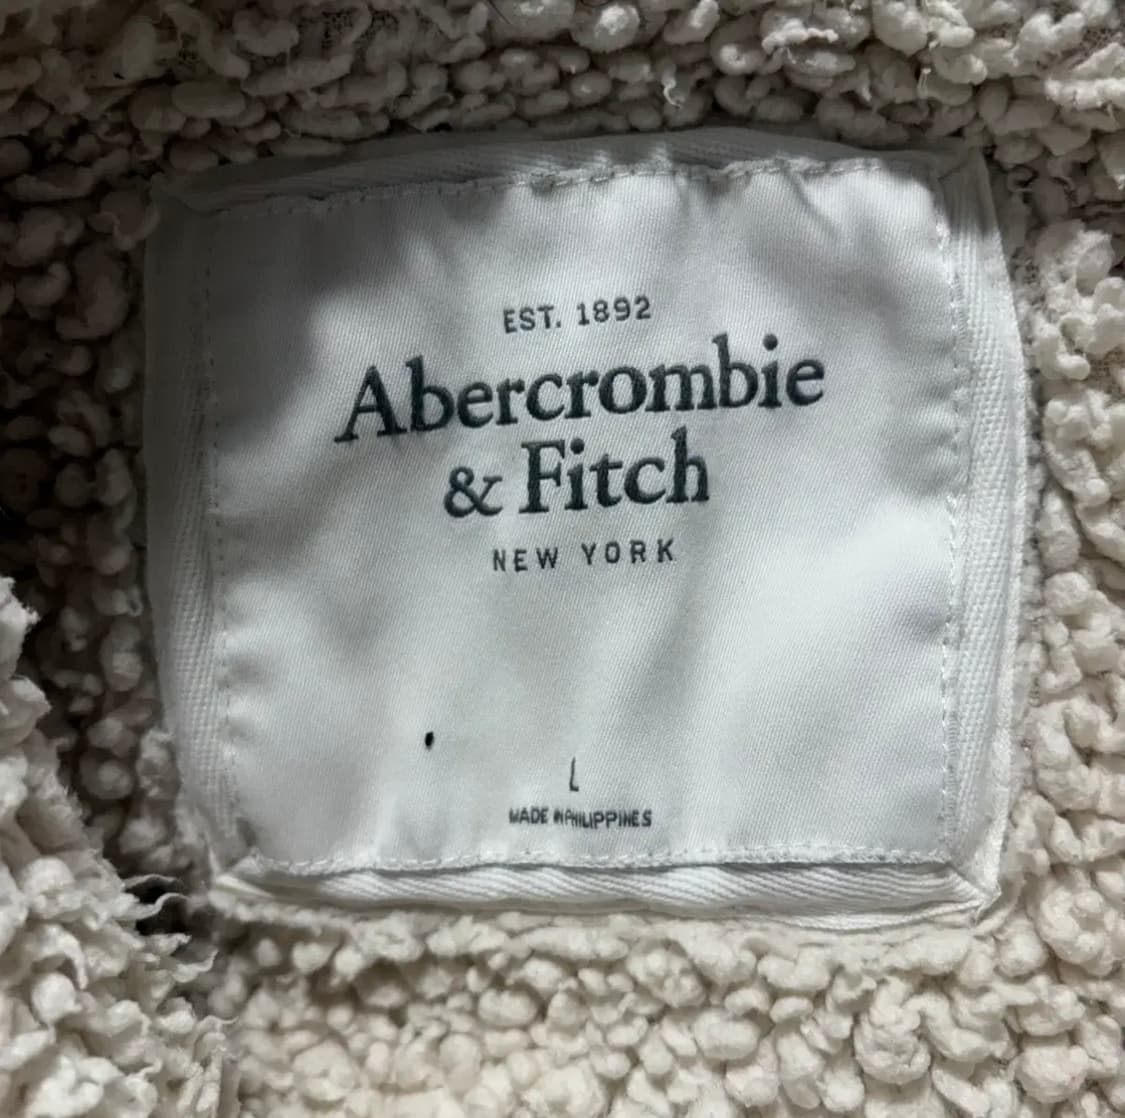 EST. 1892
Abercrombie
& Fitch
NEW YORK
L
MADE IN PHILIPPINES